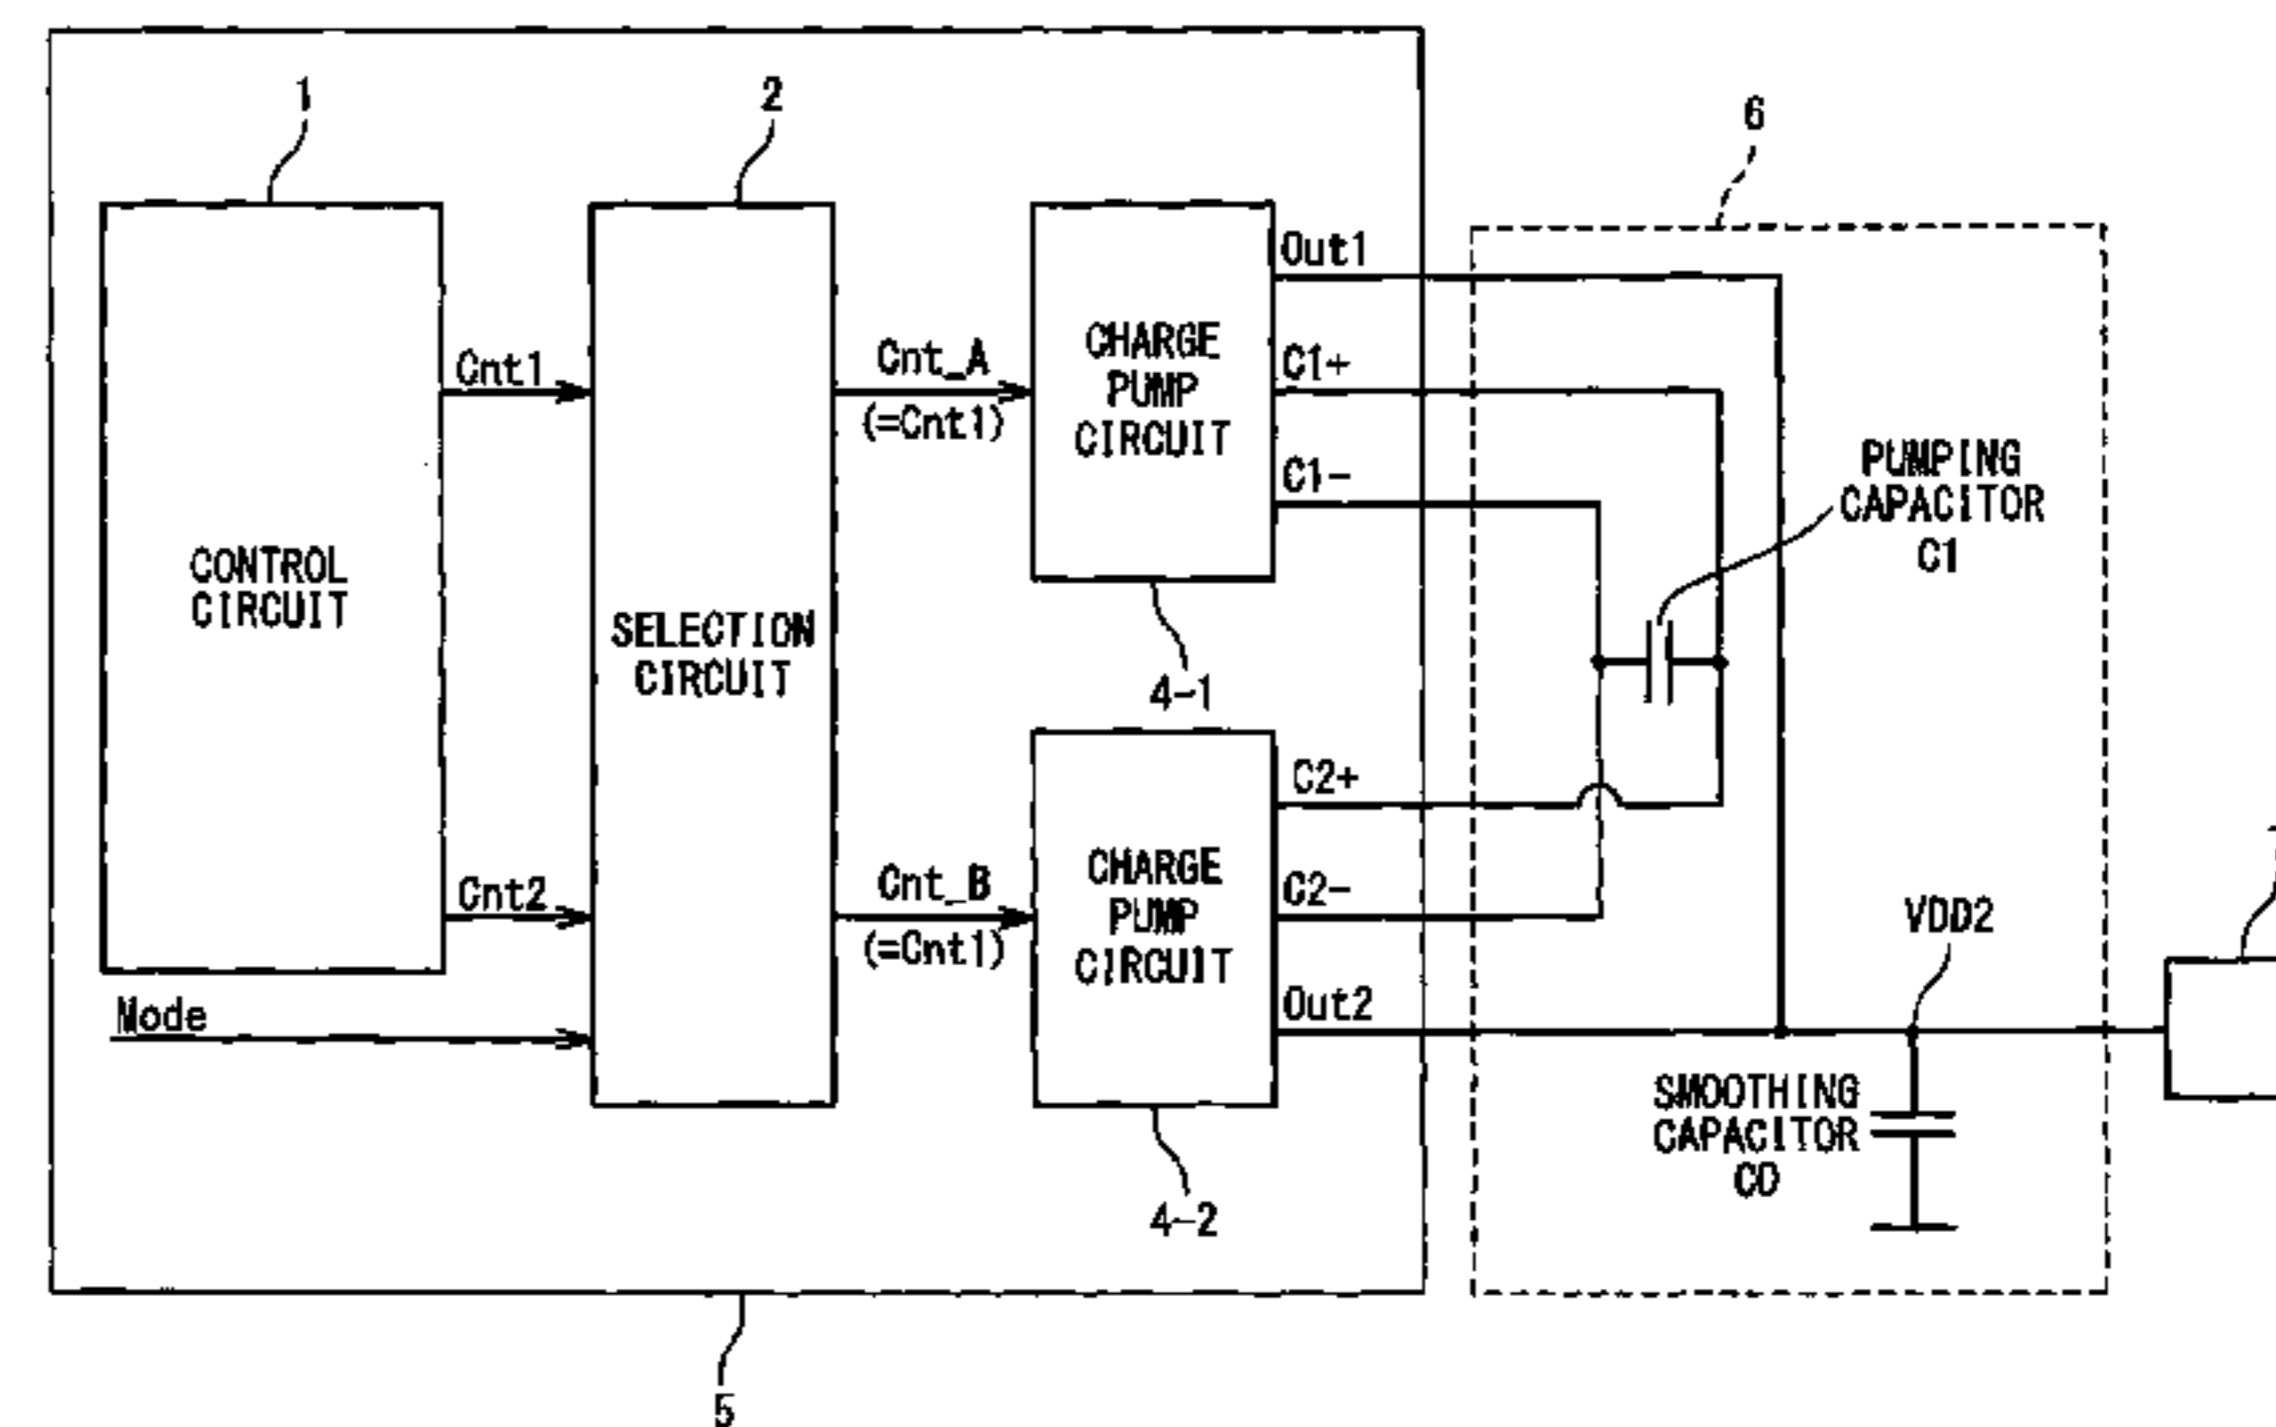 1
2
6
CONTROL
CIRCUIT
Cnt1
Cnt2
Mode
SELECTION
CIRCUIT
Cnt_A
(=Cnt1)
Cnt_B
(=Cnt1)
CHARGE
PUMP
CIRCUIT
4-1
Out1
C1+
C1-
CHARGE
PUMP
CIRCUIT
4-2
C2+
C2-
Out2
PUMPING
CAPACITOR
C1
VDD2
SMOOTHING
CAPACITOR
CD
5